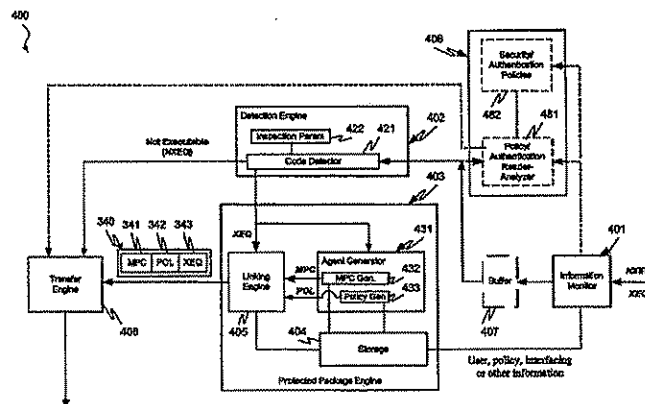 400
408
Security/
Authentication
Policies
482
481
Policy/
Authentication
Reader-
Analyzer
Detection Engine
402
Inspection Param
422
421
Code Detector
Not Executable
(NXEQ)
403
340
341
342
343
MPC
POL
XEQ
XEQ
431
Agent Generator
MPC
MPC Gen.
432
POL
Policy Gen
433
Linking
Engine
405
404
Storage
Protected Package Engine
Transfer
Engine
406
Buffer
407
401
Information
Monitor
User, policy, interfacing
or other information